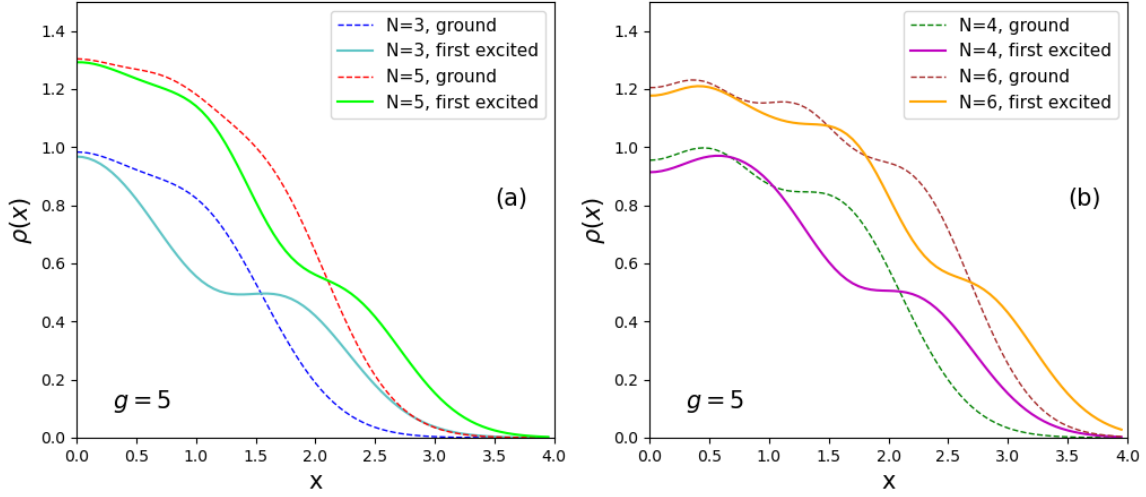 1.4
1.2
1.0
0.8
0.6
0.4
0.2
0.0
ρ(x)
N=3, ground
N=3, first excited
N=5, ground
N=5, first excited
(a)
g = 5
0.0 0.5 1.0 1.5 2.0 2.5 3.0 3.5 4.0
x
1.4
1.2
1.0
0.8
0.6
0.4
0.2
0.0
ρ(x)
N=4, ground
N=4, first excited
N=6, ground
N=6, first excited
(b)
g = 5
0.0 0.5 1.0 1.5 2.0 2.5 3.0 3.5 4.0
x